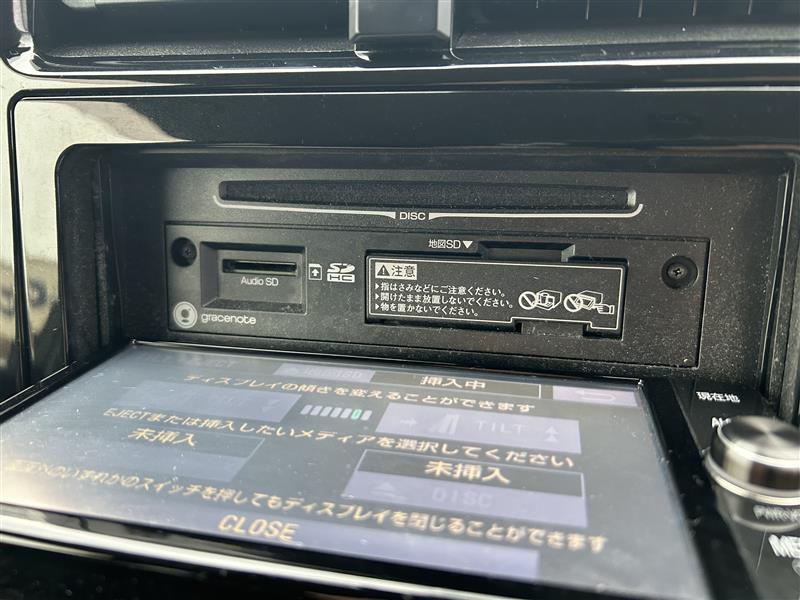 DISC
地図SD▼
注意
▶指はさみなどにご注意ください。
▶開けたまま放置しないでください。
▶物を置かないでください。
Audio SD
SD HC
gracenote
EJECT
挿入中
ディスプレイの傾きを変えることができます
TILT
EJECTまたは挿入したいメディアを選択してください
未挿入
未挿入
DISC
のいずれかのスイッチを押してもディスプレイを閉じることができます
CLOSE
現在地